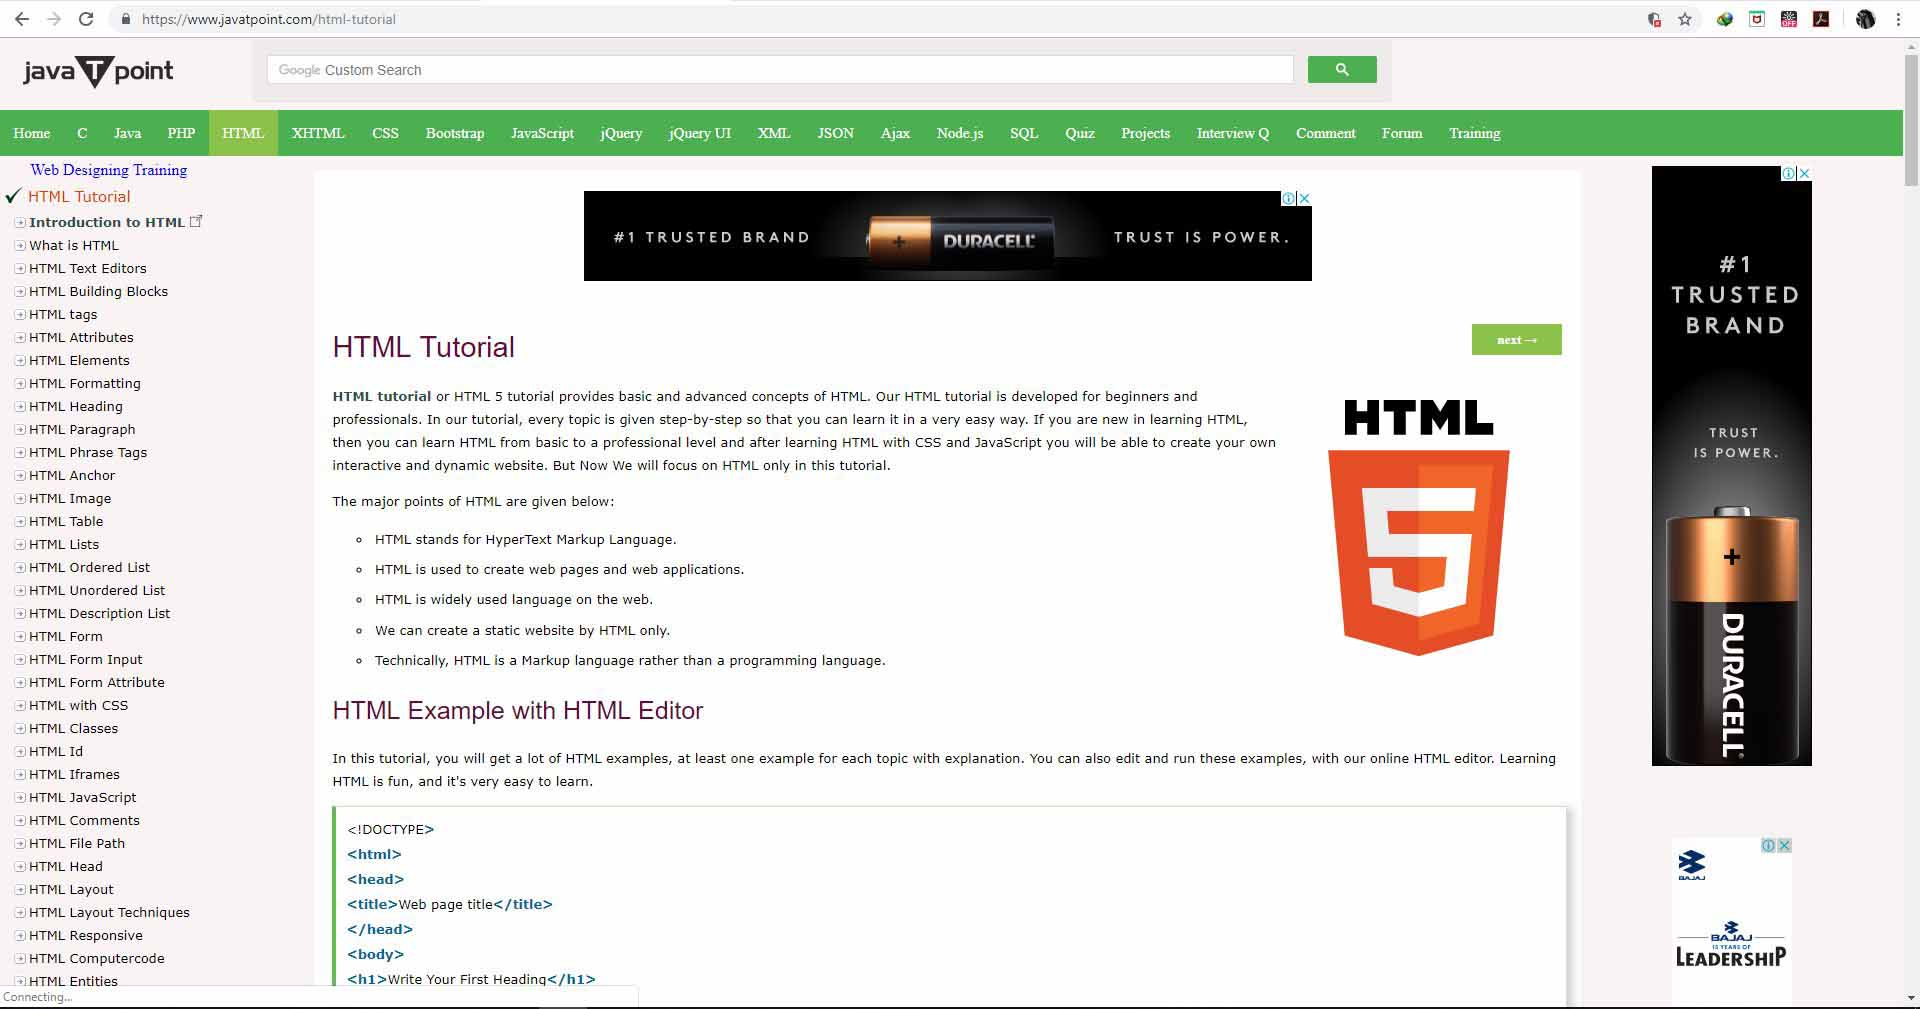 https://www.javatpoint.com/html-tutorial
OFF
java T point
Google Custom Search
Home C Java PHP HTML XHTML CSS Bootstrap JavaScript jQuery jQuery UI XML JSON Ajax Node.js SQL Quiz Projects Interview Q Comment Forum Training
Web Designing Training
HTML Tutorial
Introduction to HTML
What is HTML
HTML Text Editors
HTML Building Blocks
HTML tags
HTML Attributes
HTML Elements
HTML Formatting
HTML Heading
HTML Paragraph
HTML Phrase Tags
HTML Anchor
HTML Image
HTML Table
HTML Lists
HTML Ordered List
HTML Unordered List
HTML Description List
HTML Form
HTML Form Input
HTML Form Attribute
HTML with CSS
HTML Classes
HTML Id
HTML Iframes
HTML JavaScript
HTML Comments
HTML File Path
HTML Head
HTML Layout
HTML Layout Techniques
HTML Responsive
HTML Computercode
HTML Entities
Connecting...
#1 TRUSTED BRAND DURACELL TRUST IS POWER.
HTML Tutorial
next →
HTML tutorial or HTML 5 tutorial provides basic and advanced concepts of HTML. Our HTML tutorial is developed for beginners and
professionals. In our tutorial, every topic is given step-by-step so that you can learn it in a very easy way. If you are new in learning HTML,
then you can learn HTML from basic to a professional level and after learning HTML with CSS and JavaScript you will be able to create your own
interactive and dynamic website. But Now We will focus on HTML only in this tutorial.
HTML
5
The major points of HTML are given below:
HTML stands for HyperText Markup Language.
HTML is used to create web pages and web applications.
HTML is widely used language on the web.
We can create a static website by HTML only.
Technically, HTML is a Markup language rather than a programming language.
HTML Example with HTML Editor
In this tutorial, you will get a lot of HTML examples, at least one example for each topic with explanation. You can also edit and run these examples, with our online HTML editor. Learning
HTML is fun, and it's very easy to learn.
<!DOCTYPE>
<html>
<head>
<title>Web page title</title>
</head>
<body>
<h1>Write Your First Heading</h1>
#1
TRUSTED
BRAND
TRUST
IS POWER.
+
DURACELL
BAJAJ
BAJAJ
15 YEARS OF
LEADERSHIP